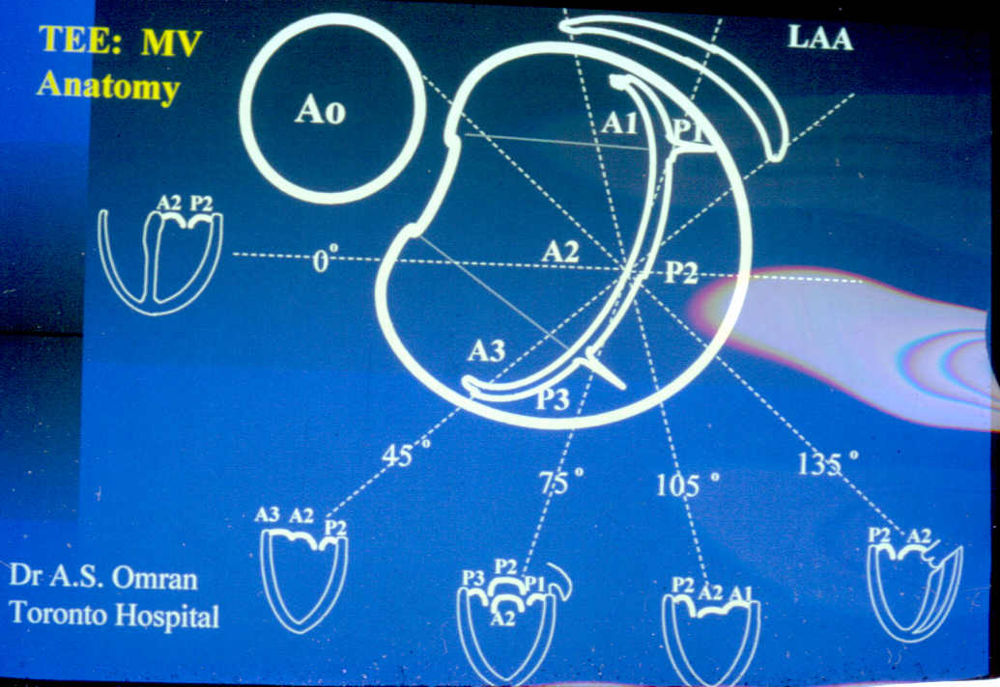 TEE: MV
Anatomy
Ao
LAA
A1
P1
A2 P2
0°
A2
P2
A3
P3
45°
75°
105°
135°
A3 A2 P2
P3 P2 P1
A2
P2 A2 A1
P2 A2
Dr A.S. Omran
Toronto Hospital